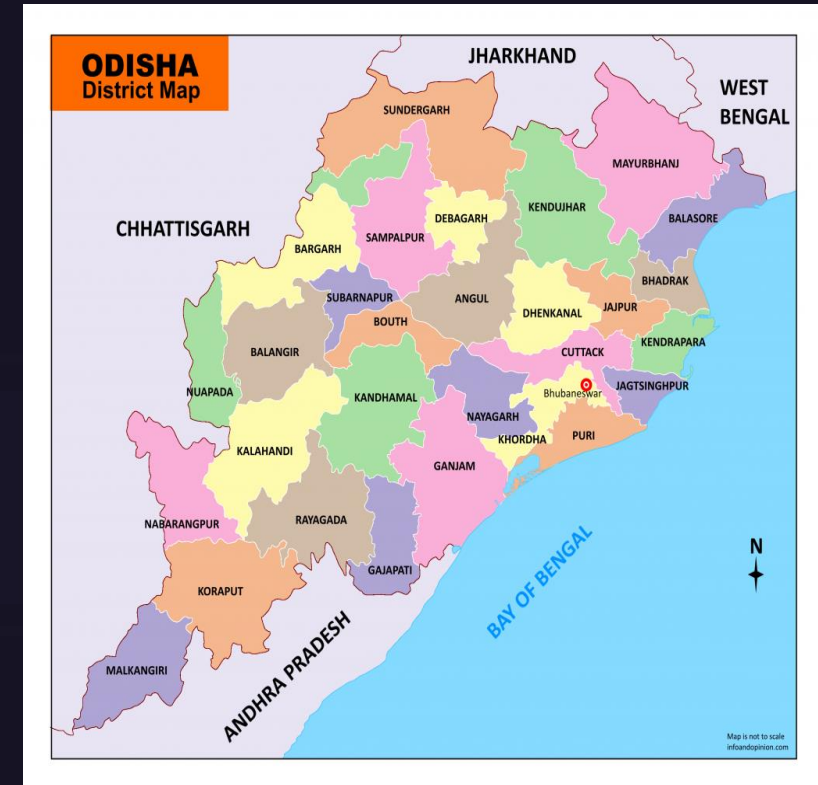 ODISHA
District Map
JHARKHAND
WEST
BENGAL
SUNDERGARH
MAYURBHANJ
KENDUJHAR
DEBAGARH
BALASORE
CHHATTISGARH
SAMPALPUR
BARGARH
BHADRAK
SUBARNAPUR
ANGUL
JAJPUR
DHENKANAL
BOUTH
KENDRAPARA
BALANGIR
CUTTACK
JAGTSINGHPUR
NUAPADA
Bhubaneswar
KANDHAMAL
NAYAGARH
PURI
KHORDHA
KALAHANDI
GANJAM
NABARANGPUR
RAYAGADA
BAY OF BENGAL
N
GAJAPATI
KORAPUT
ANDHRA PRADESH
MALKANGIRI
Map is not to scale
infoandopinion.com